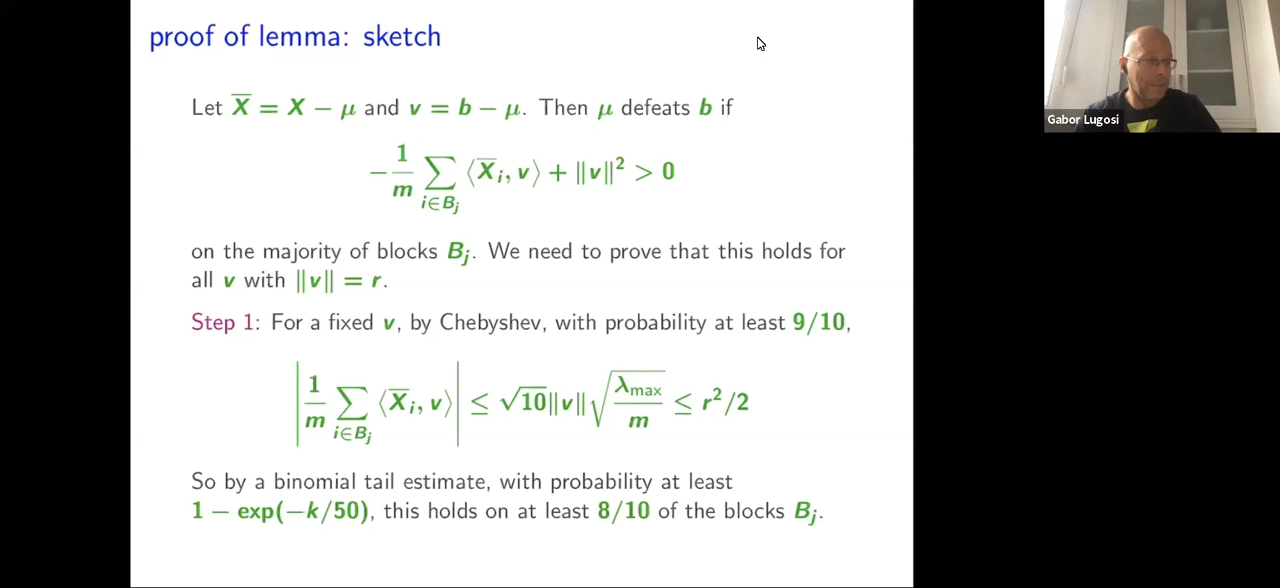 proof of lemma: sketch
Let X̅ = X − μ and v = b − μ. Then μ defeats b if
−1/m ∑_{i∈B_j} ⟨X̅_i, v⟩ + ‖v‖² > 0
on the majority of blocks B_j. We need to prove that this holds for
all v with ‖v‖ = r.
Step 1: For a fixed v, by Chebyshev, with probability at least 9/10,
|1/m ∑_{i∈B_j} ⟨X̅_i, v⟩| ≤ √10‖v‖√(λ_max/m) ≤ r²/2
So by a binomial tail estimate, with probability at least
1 − exp(−k/50), this holds on at least 8/10 of the blocks B_j.
Gabor Lugosi